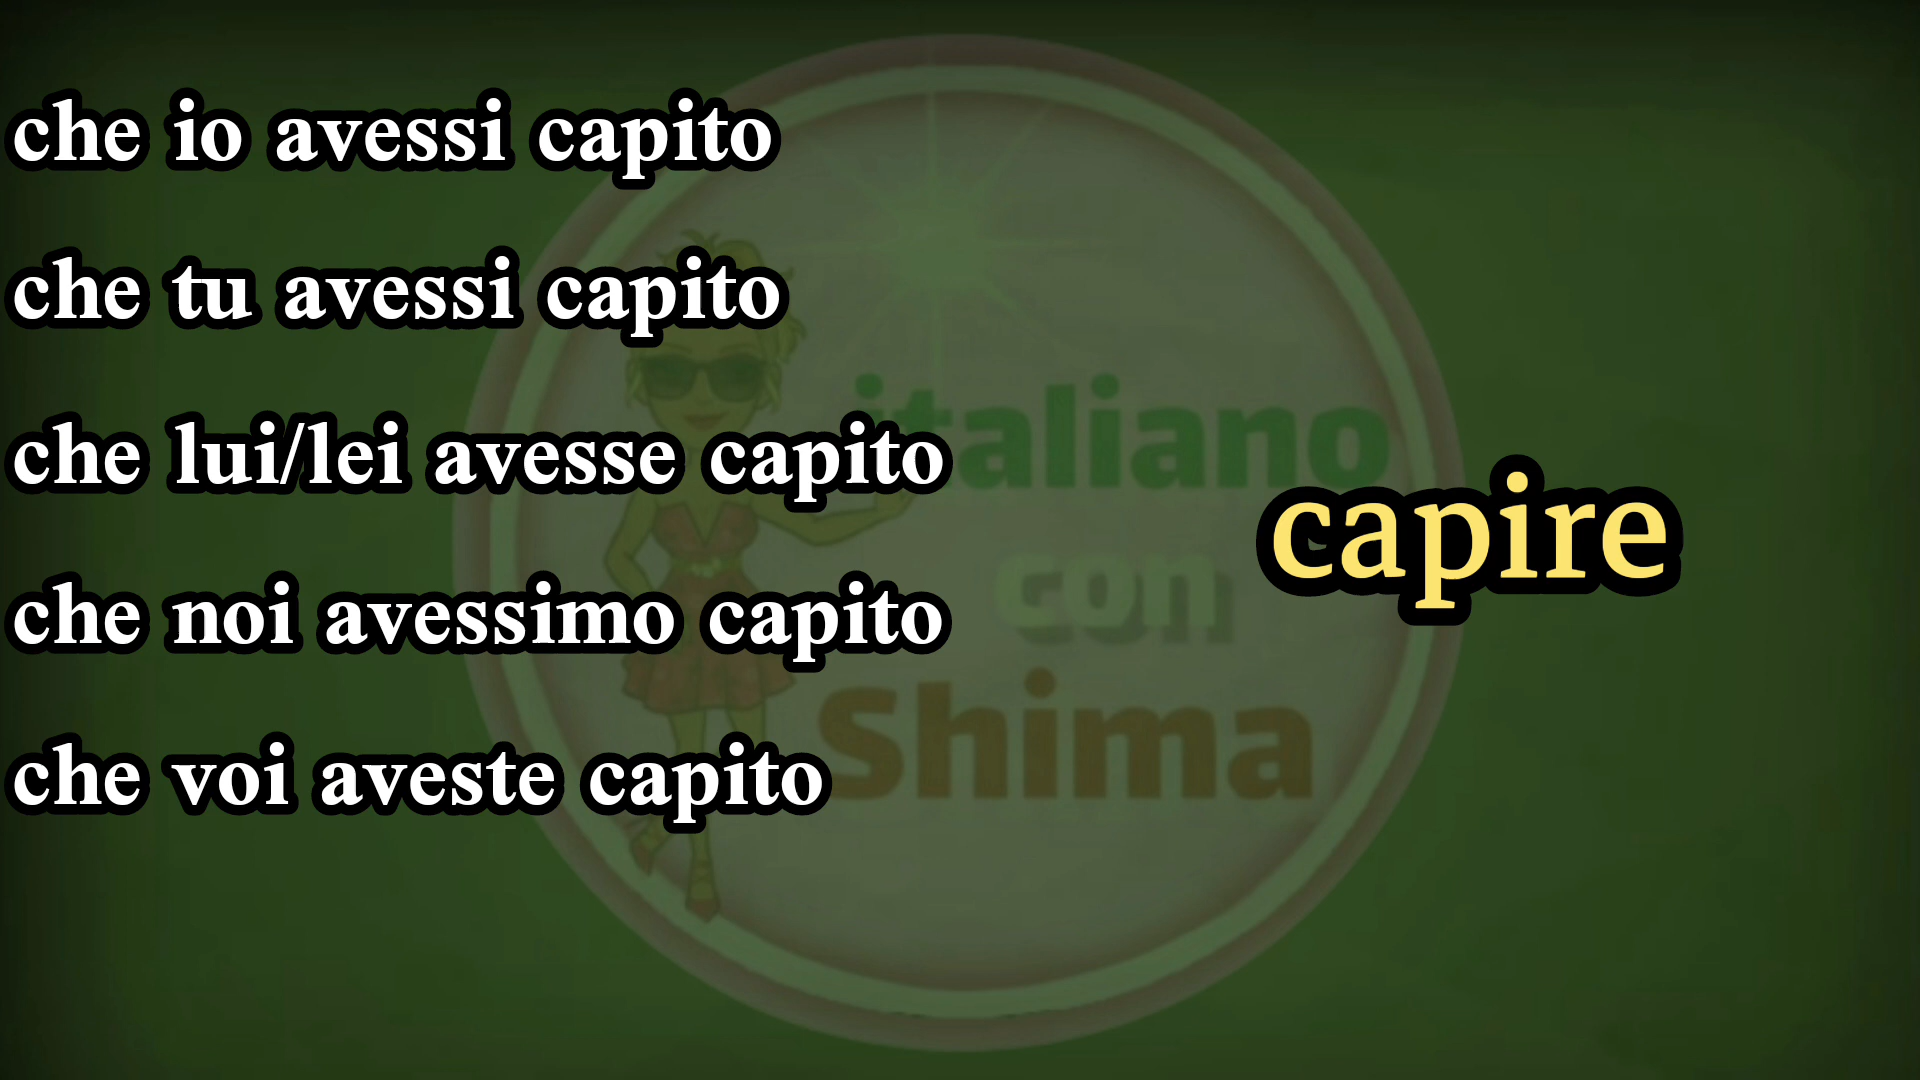 che io avessi capito
che tu avessi capito
che lui/lei avesse capito
che noi avessimo capito
che voi aveste capito
capire
italiano
con
Shima